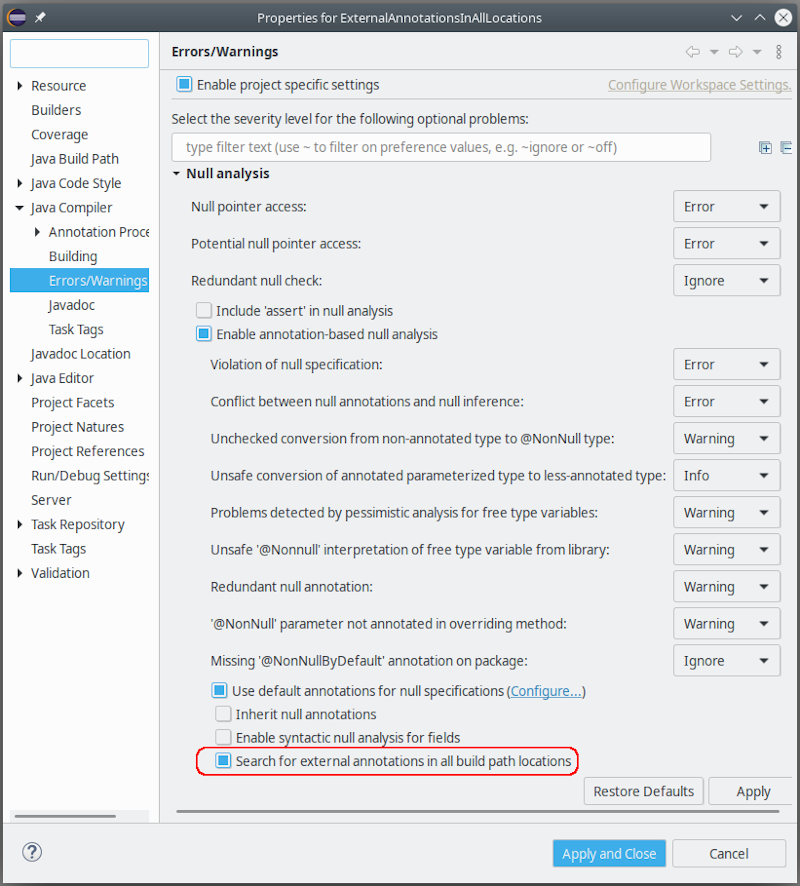 Properties for ExternalAnnotationsInAllLocations
Errors/Warnings
Resource
Builders
Coverage
Java Build Path
Java Code Style
Java Compiler
Annotation Proce
Building
Errors/Warnings
Javadoc
Task Tags
Javadoc Location
Java Editor
Project Facets
Project Natures
Project References
Run/Debug Settings
Server
Task Repository
Task Tags
Validation
Enable project specific settings
Configure Workspace Settings.
Select the severity level for the following optional problems:
type filter text (use ~ to filter on preference values, e.g. ~ignore or ~off)
Null analysis
Null pointer access: Error
Potential null pointer access: Error
Redundant null check: Ignore
Include 'assert' in null analysis
Enable annotation-based null analysis
Violation of null specification: Error
Conflict between null annotations and null inference: Error
Unchecked conversion from non-annotated type to @NonNull type: Warning
Unsafe conversion of annotated parameterized type to less-annotated type: Info
Problems detected by pessimistic analysis for free type variables: Warning
Unsafe '@Nonnull' interpretation of free type variable from library: Warning
Redundant null annotation: Warning
'@NonNull' parameter not annotated in overriding method: Warning
Missing '@NonNullByDefault' annotation on package: Ignore
Use default annotations for null specifications (Configure...)
Inherit null annotations
Enable syntactic null analysis for fields
Search for external annotations in all build path locations
Restore Defaults Apply
? Apply and Close Cancel